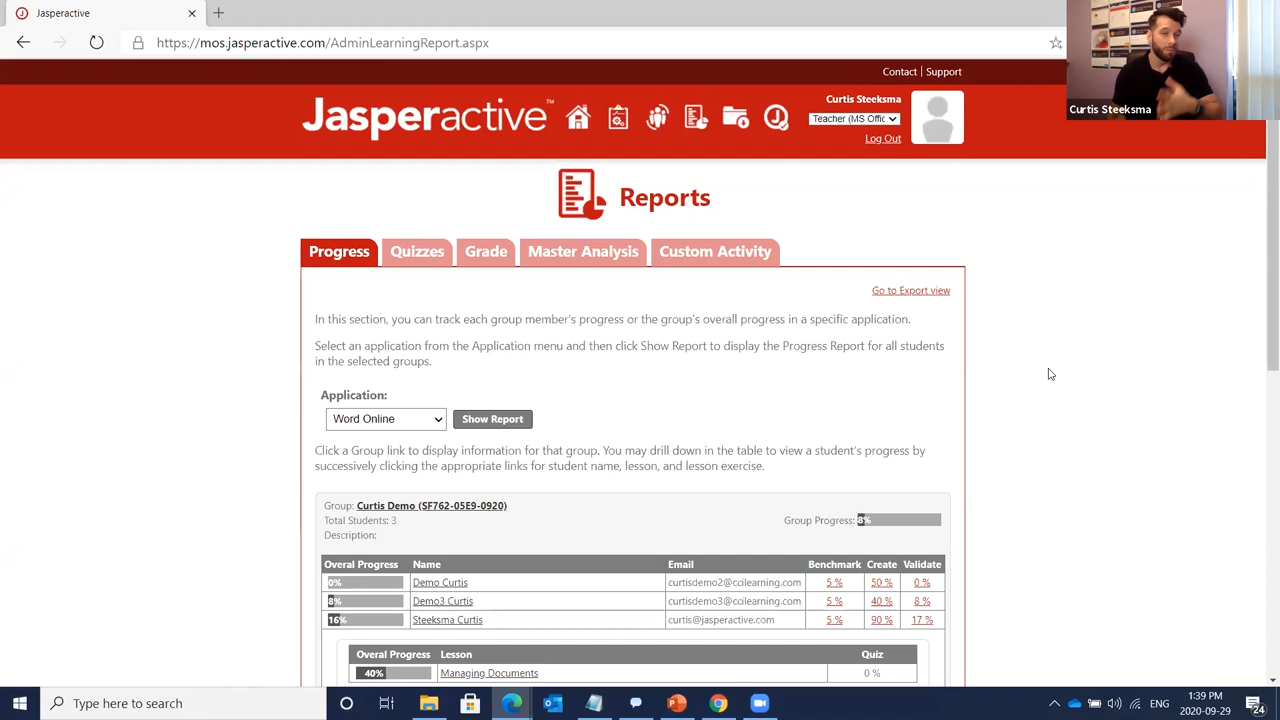 Jasperactive
https://mos.jasperactive.com/AdminLearningReport.aspx
Contact | Support
Curtis Steeksma
Jasperactive™
Curtis Steeksma
Teacher (MS Offic
Log Out
Reports
Progress Quizzes Grade Master Analysis Custom Activity
Go to Export view
In this section, you can track each group member's progress or the group's overall progress in a specific application.
Select an application from the Application menu and then click Show Report to display the Progress Report for all students
in the selected groups.
Application:
Word Online Show Report
Click a Group link to display information for that group. You may drill down in the table to view a student's progress by
successively clicking the appropriate links for student name, lesson, and lesson exercise.
Group: Curtis Demo (SF762-05E9-0920)
Total Students: 3 Group Progress: 8%
Description:
Overal Progress Name Email Benchmark Create Validate
0% Demo Curtis curtisdemo2@ccilearning.com 5 % 50 % 0 %
8% Demo3 Curtis curtisdemo3@ccilearning.com 5 % 40 % 8 %
16% Steeksma Curtis curtis@jasperactive.com 5 % 90 % 17 %
Overal Progress Lesson Quiz
40% Managing Documents 0 %
Type here to search
ENG
1:39 PM
2020-09-29
24